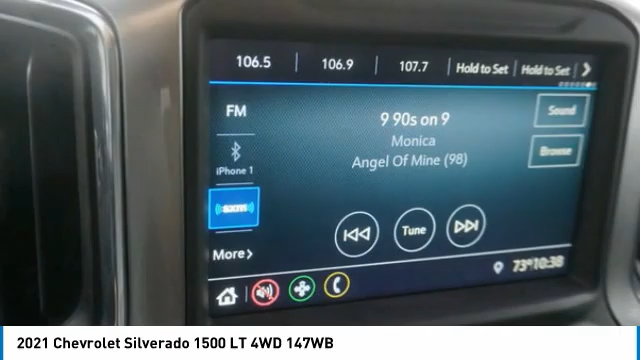 106.5 106.9 107.7 Hold to Set Hold to Set
FM
9 90s on 9
Sound
Monica
iPhone 1
Angel Of Mine (98)
Browse
SXM
Tune
More
73° 10:38
2021 Chevrolet Silverado 1500 LT 4WD 147WB